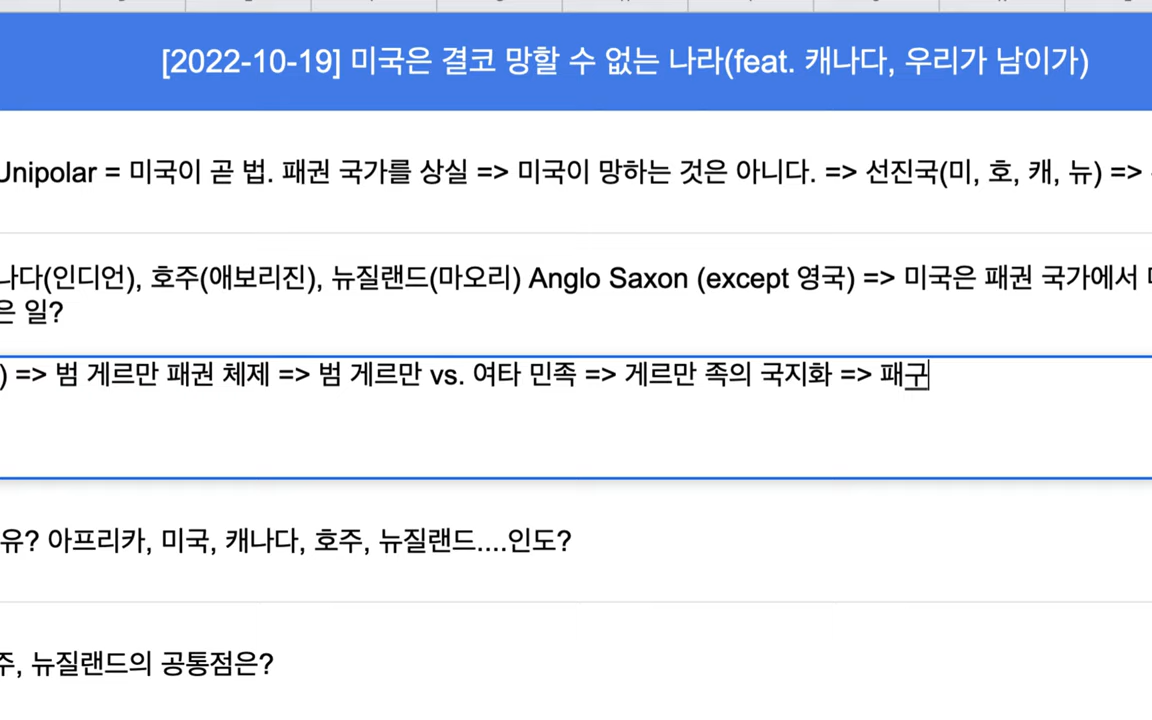 [2022-10-19] 미국은 결코 망할 수 없는 나라(feat. 캐나다, 우리가 남이가)
Unipolar = 미국이 곧 법. 패권 국가를 상실 => 미국이 망하는 것은 아니다. => 선진국(미, 호, 캐, 뉴) =>
나다(인디언), 호주(애보리진), 뉴질랜드(마오리) Anglo Saxon (except 영국) => 미국은 패권 국가에서
은 일?
) => 범 게르만 패권 체제 => 범 게르만 vs. 여타 민족 => 게르만 족의 국지화 => 패구
유? 아프리카, 미국, 캐나다, 호주, 뉴질랜드....인도?
주, 뉴질랜드의 공통점은?